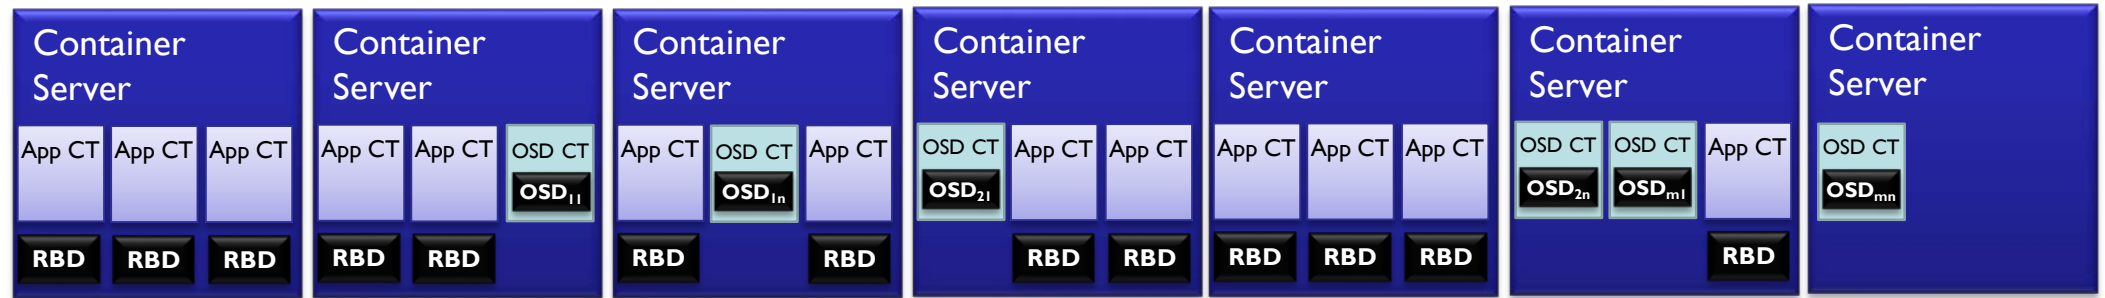 Container
Server
App CT App CT App CT
RBD RBD RBD
Container
Server
App CT App CT OSD CT
OSD11
RBD RBD
Container
Server
App CT OSD CT App CT
OSD1n
RBD RBD
Container
Server
OSD CT App CT App CT
OSD21
RBD RBD
Container
Server
App CT App CT App CT
RBD RBD RBD
Container
Server
OSD CT OSD CT App CT
OSD2n OSDm1
RBD
Container
Server
OSD CT
OSDmn